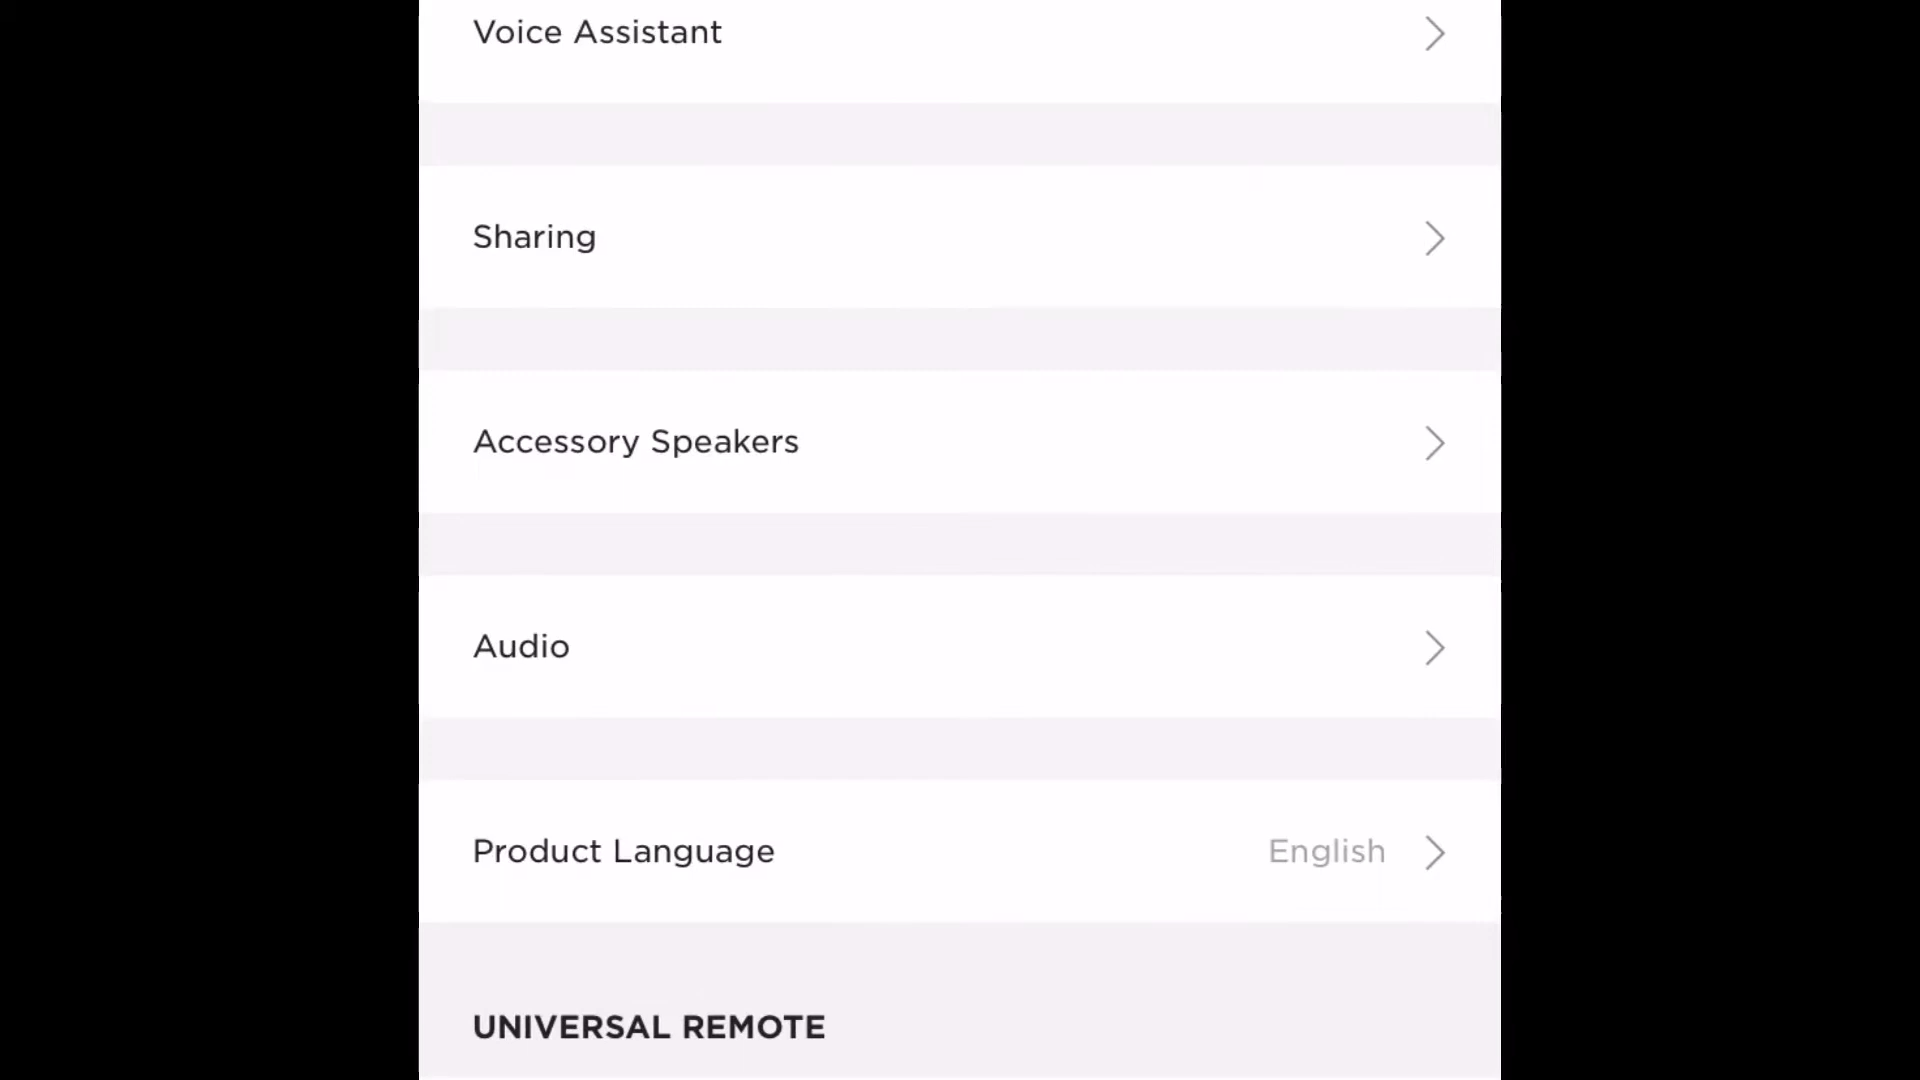 Voice Assistant
Sharing
Accessory Speakers
Audio
Product Language English
UNIVERSAL REMOTE